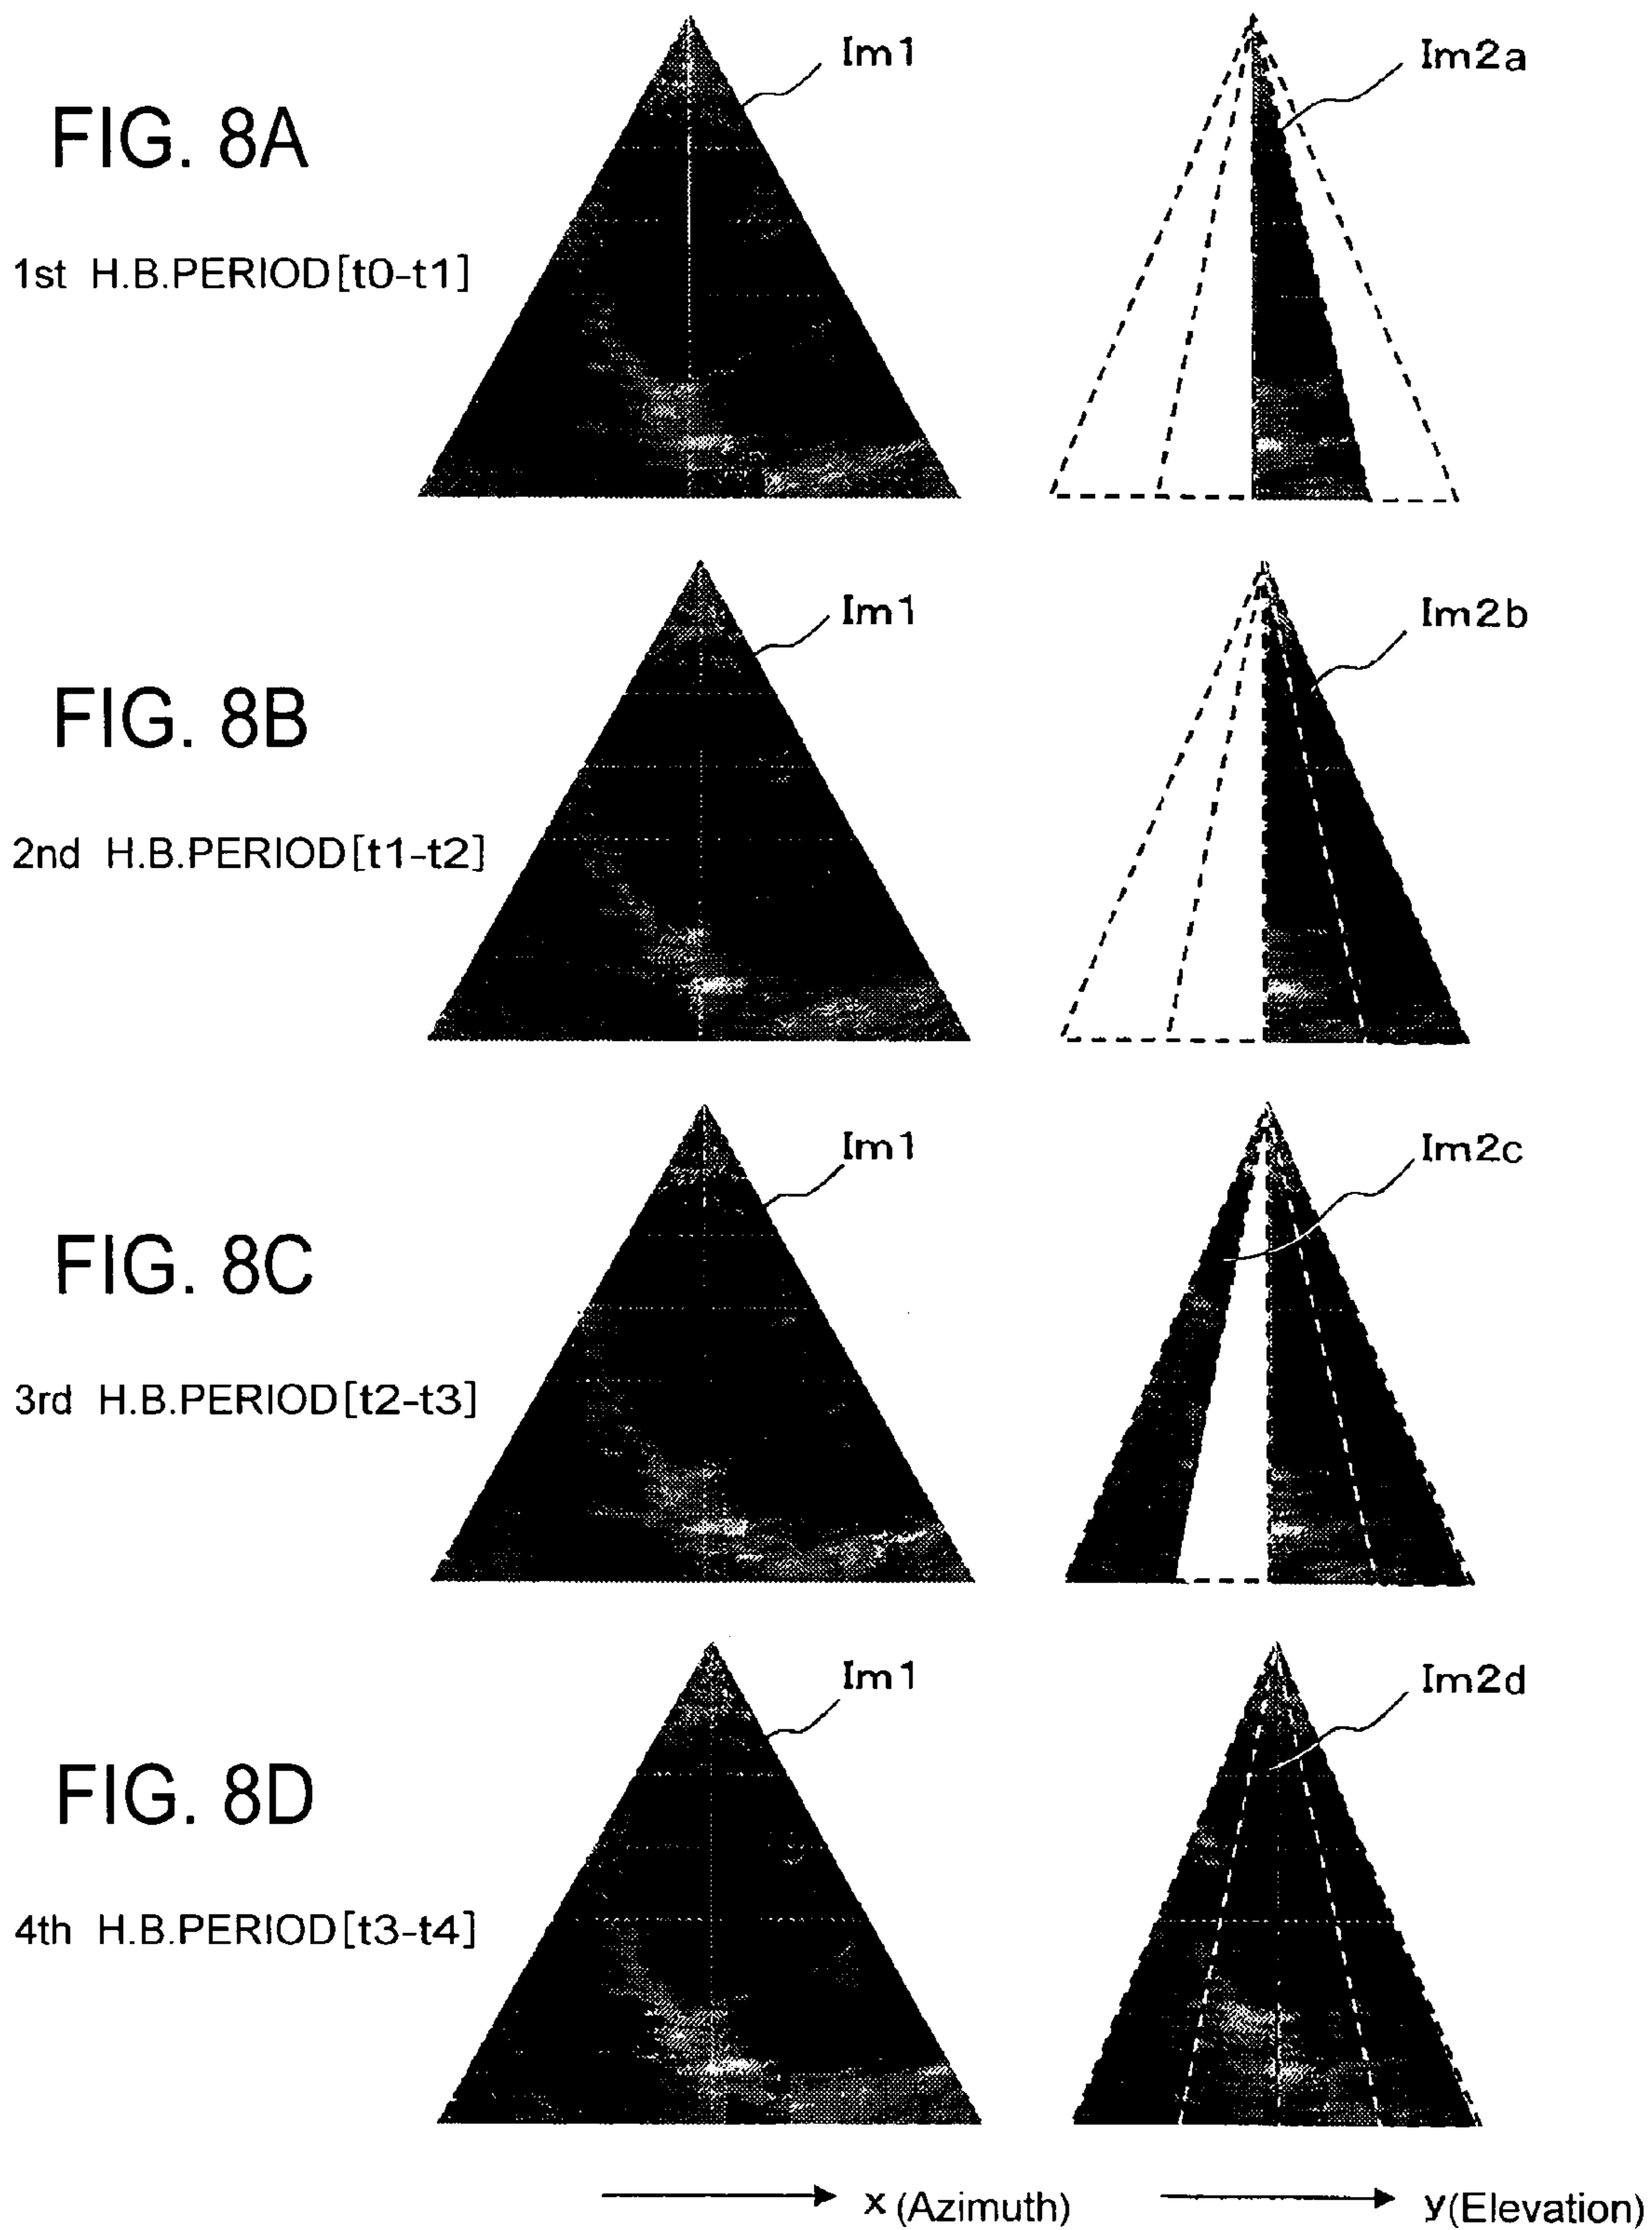 FIG. 8A
1st H.B.PERIOD[t0-t1]
Im1
Im2a
FIG. 8B
2nd H.B.PERIOD[t1-t2]
Im1
Im2b
FIG. 8C
3rd H.B.PERIOD[t2-t3]
Im1
Im2c
FIG. 8D
4th H.B.PERIOD[t3-t4]
Im1
Im2d
x (Azimuth)
y(Elevation)